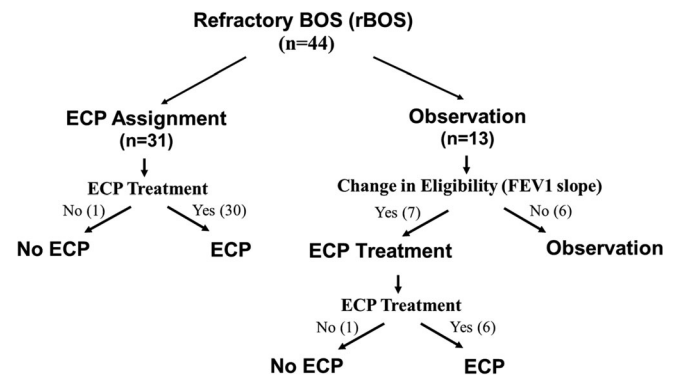 Refractory BOS (rBOS)
(n=44)
ECP Assignment
(n=31)
Observation
(n=13)
ECP Treatment
Change in Eligibility (FEV1 slope)
No (1)
Yes (30)
Yes (7)
No (6)
No ECP
ECP
ECP Treatment
Observation
ECP Treatment
No (1)
Yes (6)
No ECP
ECP